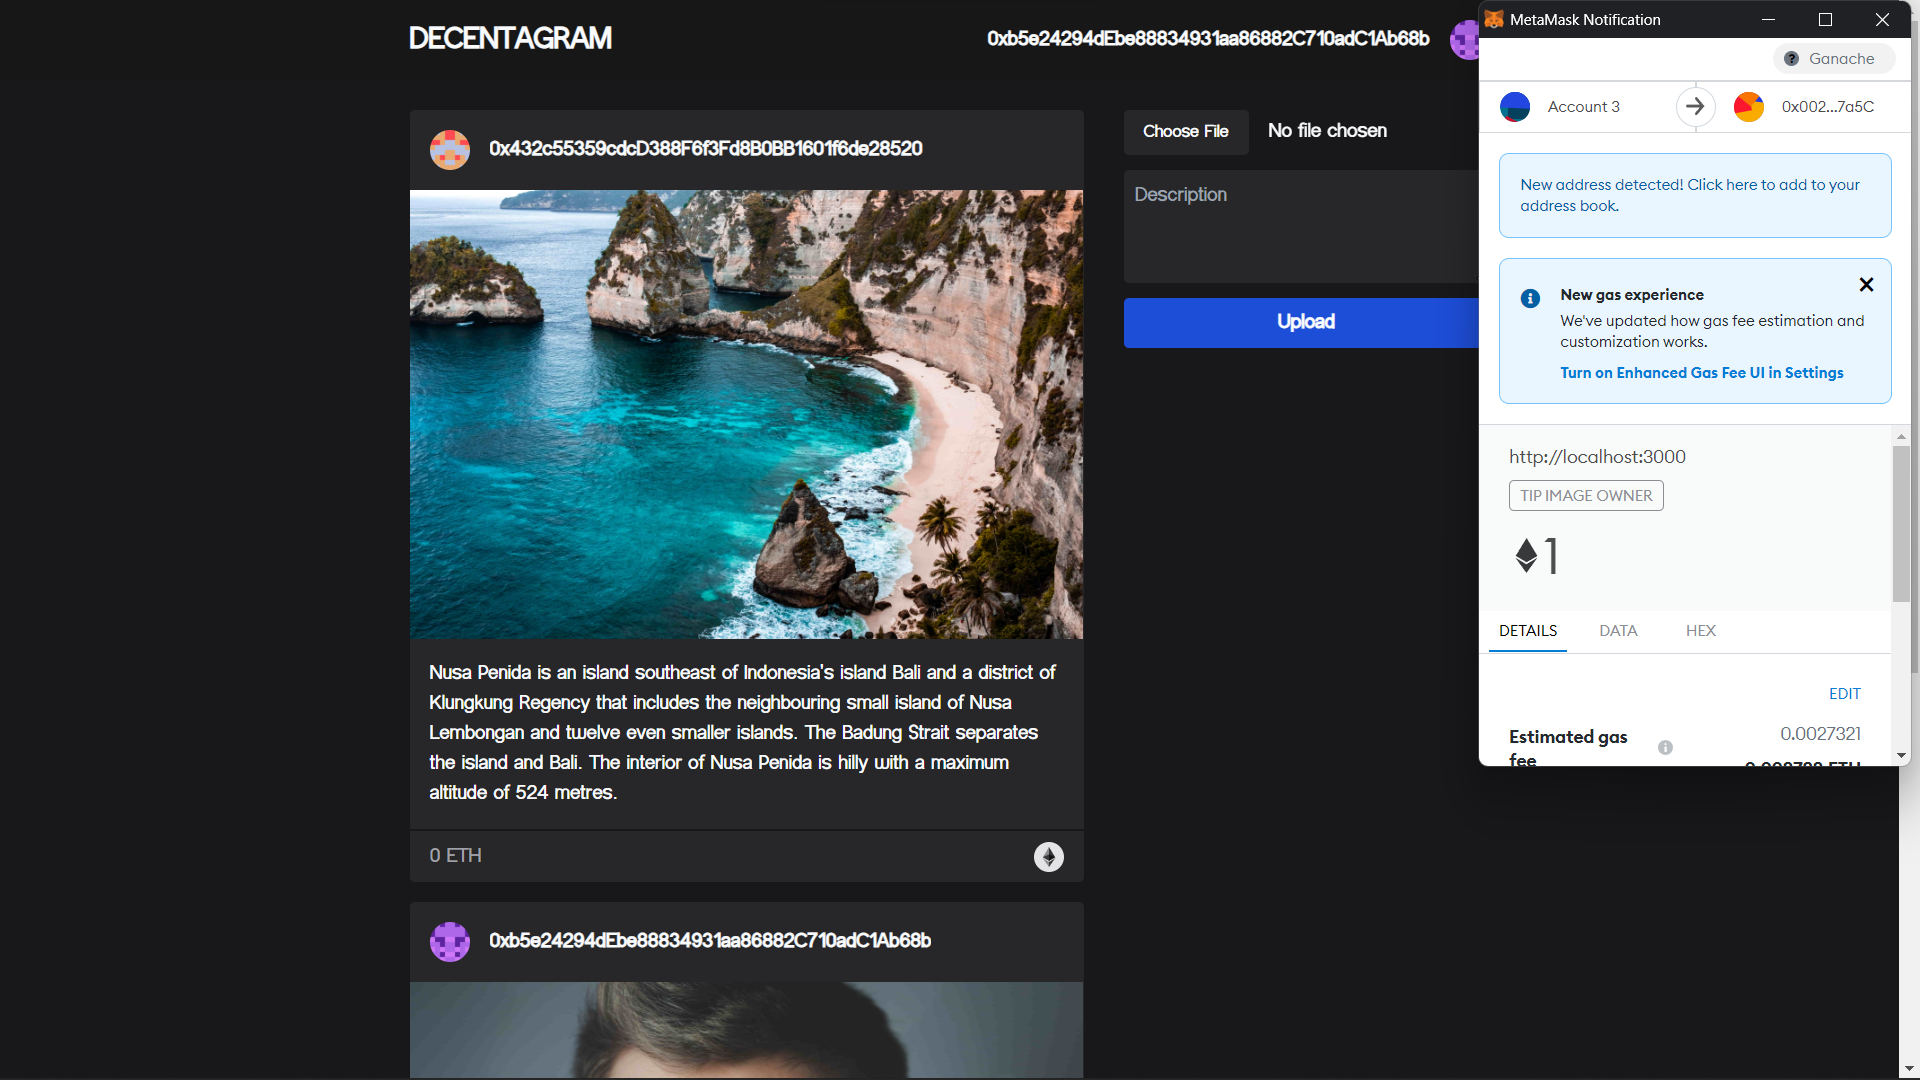 DECENTAGRAM
0xb5e24294dEbe88834931aa86882C710adC1Ab68b
0x432c55359cdcD388F6f3Fd8B0BB1601f6de28520
Nusa Penida is an island southeast of Indonesia's island Bali and a district of
Klungkung Regency that includes the neighbouring small island of Nusa
Lembongan and twelve even smaller islands. The Badung Strait separates
the island and Bali. The interior of Nusa Penida is hilly with a maximum
altitude of 524 metres.
0 ETH
0xb5e24294dEbe88834931aa86882C710adC1Ab68b
Choose File No file chosen
Description
Upload
MetaMask Notification
? Ganache
Account 3
0x002...7a5C
New address detected! Click here to add to your
address book.
New gas experience
We've updated how gas fee estimation and
customization works.
Turn on Enhanced Gas Fee UI in Settings
http://localhost:3000
TIP IMAGE OWNER
1
DETAILS DATA HEX
EDIT
Estimated gas
fee
0.0027321